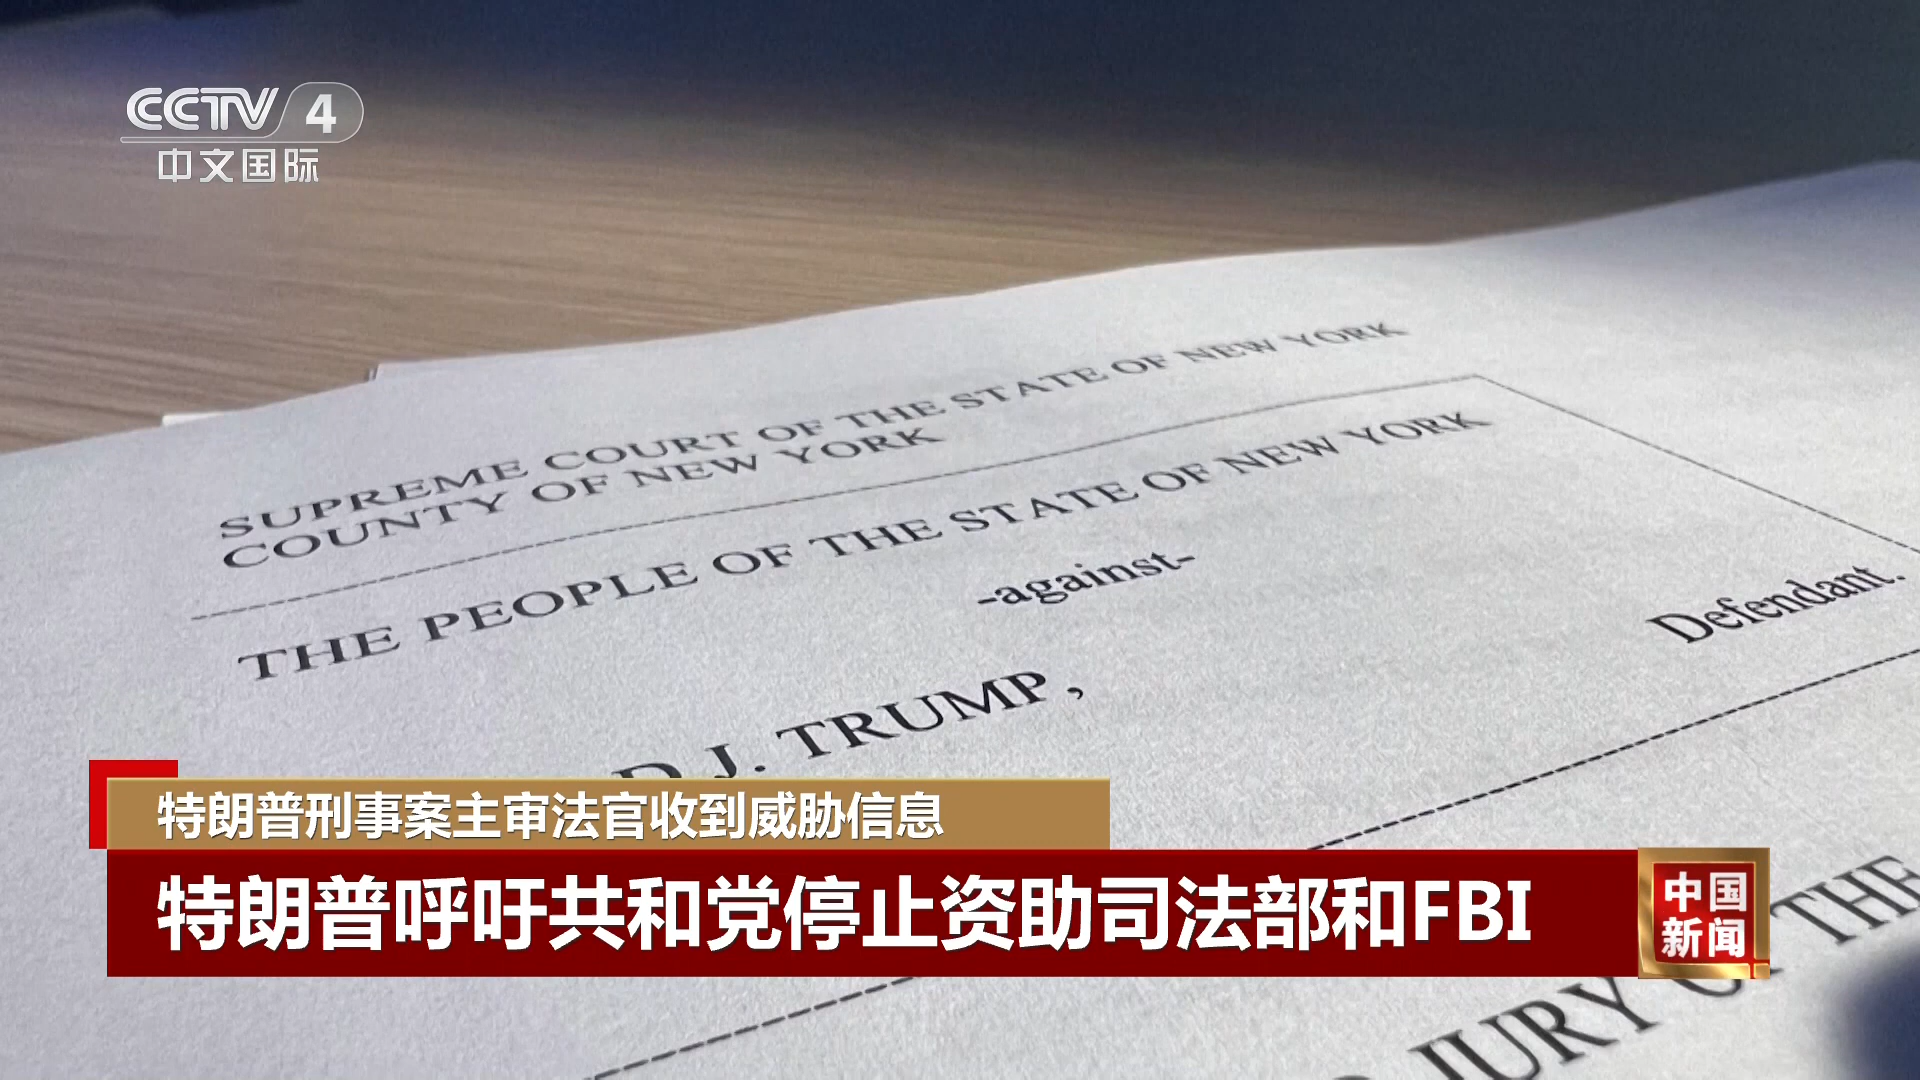 CCTV 4
中文国际
SUPREME COURT OF THE STATE OF NEW YORK
COUNTY OF NEW YORK
THE PEOPLE OF THE STATE OF NEW YORK
-against-
Defendant.
D J. TRUMP,
特朗普刑事案主审法官收到威胁信息
特朗普呼吁共和党停止资助司法部和FBI
中国
新闻
JURY
THE